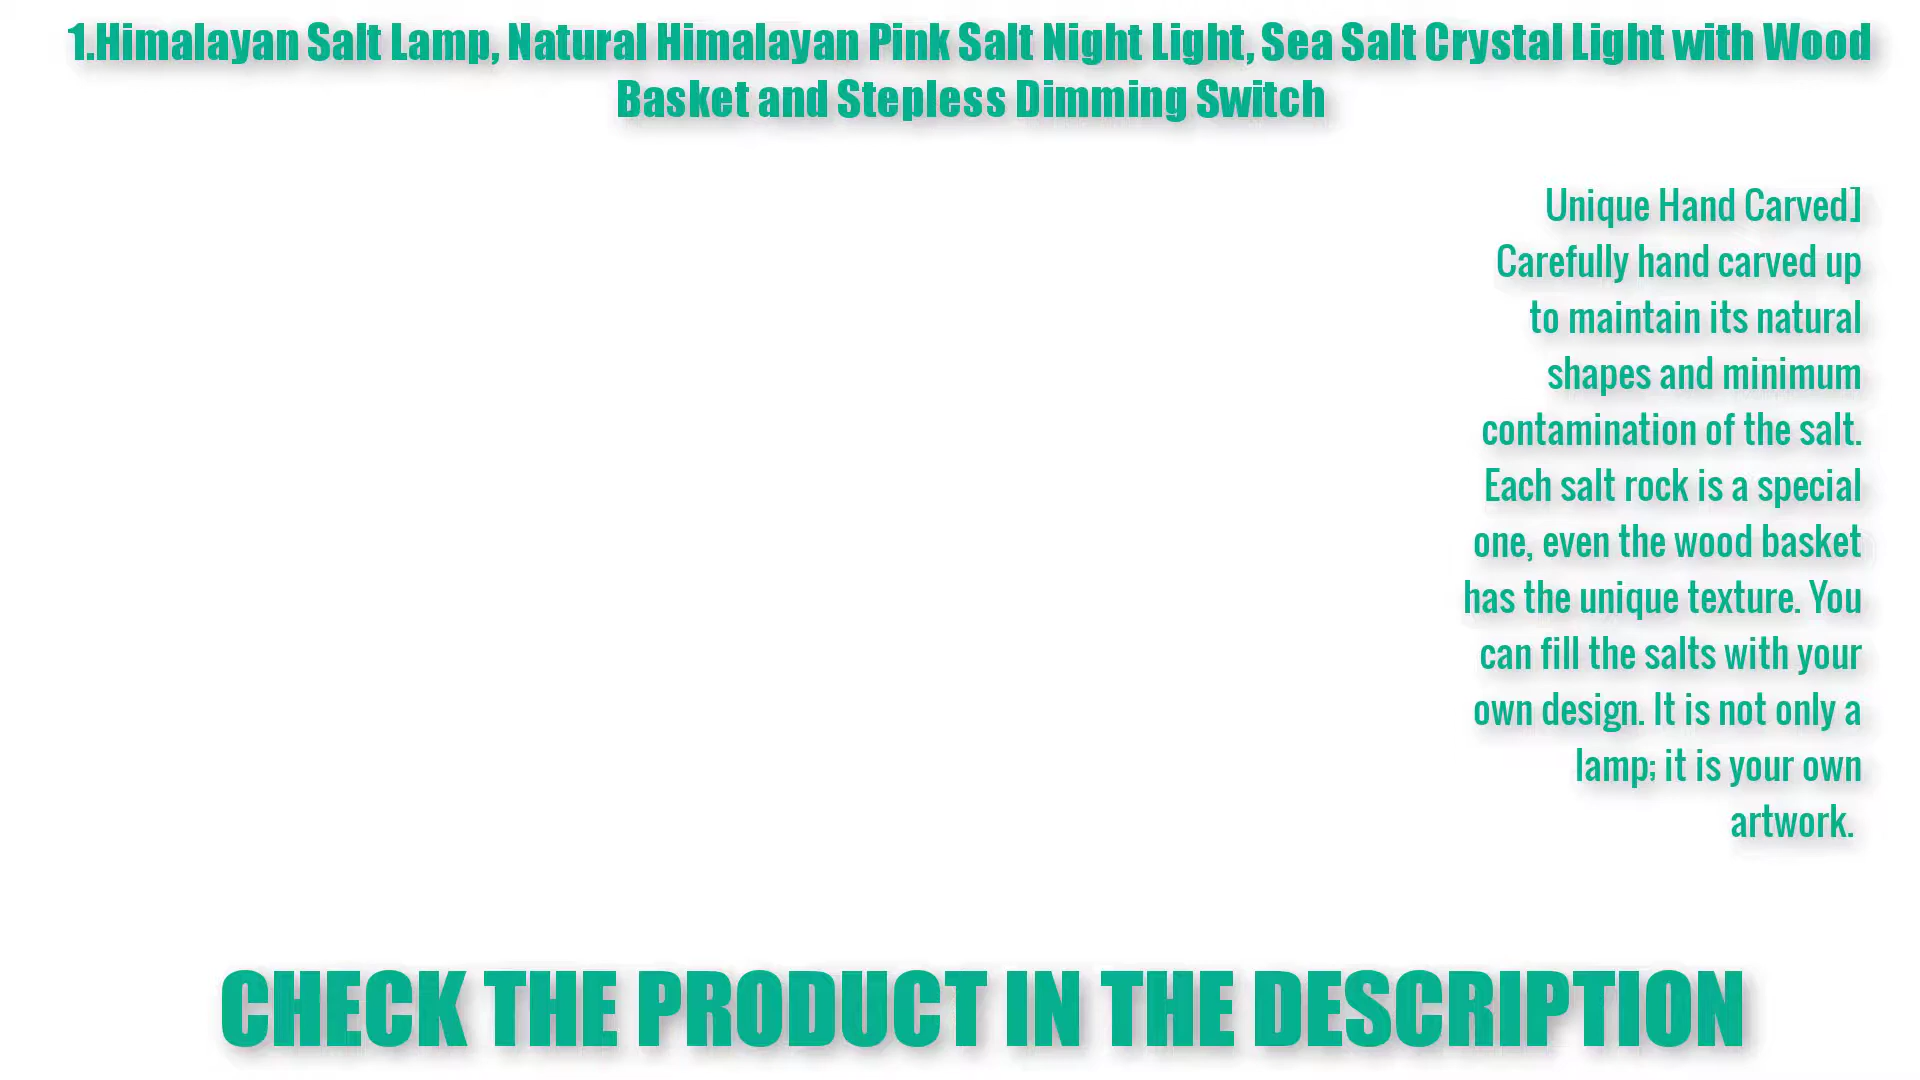 1.Himalayan Salt Lamp, Natural Himalayan Pink Salt Night Light, Sea Salt Crystal Light with Wood
Basket and Stepless Dimming Switch
Unique Hand Carved]
Carefully hand carved up
to maintain its natural
shapes and minimum
contamination of the salt.
Each salt rock is a special
one, even the wood basket
has the unique texture. You
can fill the salts with your
own design. It is not only a
lamp; it is your own
artwork.
CHECK THE PRODUCT IN THE DESCRIPTION